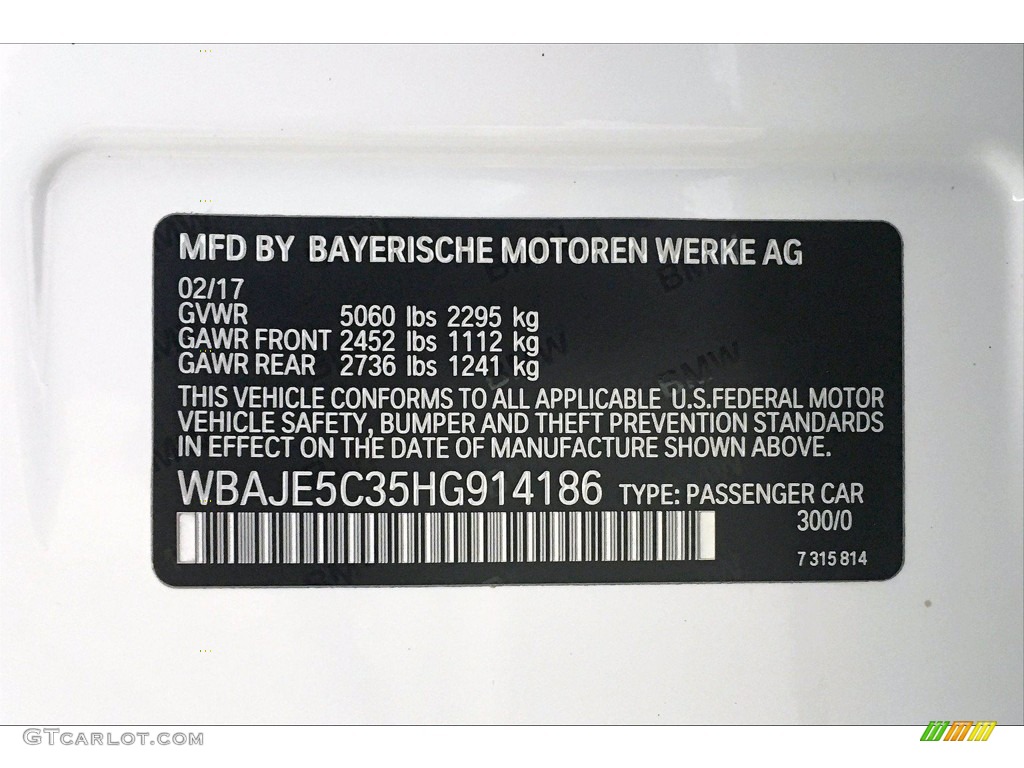 MFD BY BAYERISCHE MOTOREN WERKE AG
02/17
GVWR 5060 lbs 2295 kg
GAWR FRONT 2452 lbs 1112 kg
GAWR REAR 2736 lbs 1241 kg
THIS VEHICLE CONFORMS TO ALL APPLICABLE U.S.FEDERAL MOTOR
VEHICLE SAFETY, BUMPER AND THEFT PREVENTION STANDARDS
IN EFFECT ON THE DATE OF MANUFACTURE SHOWN ABOVE.
WBAJE5C35HG914186 TYPE: PASSENGER CAR
300/0
7 315 814
GTcarlot.com